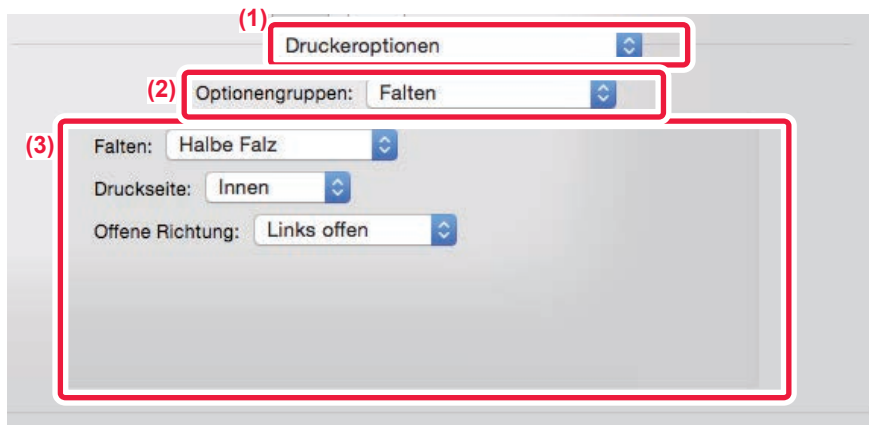 (1)
Druckeroptionen
(2) Optionengruppen: Falten
(3)
Falten: Halbe Falz
Druckseite: Innen
Offene Richtung: Links offen